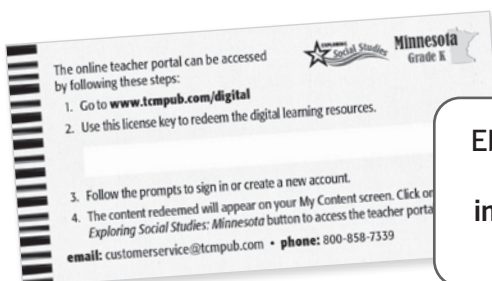 The online teacher portal can be accessed
by following these steps:
EXPLORING
Social Studies
Minnesota
Grade K
1. Go to www.tcmpub.com/digital
2. Use this license key to redeem the digital learning resources.
3. Follow the prompts to sign in or create a new account.
4. The content redeemed will appear on your My Content screen. Click on
Exploring Social Studies: Minnesota button to access the teacher porta
email: customerservice@tcmpub.com • phone: 800-858-7339